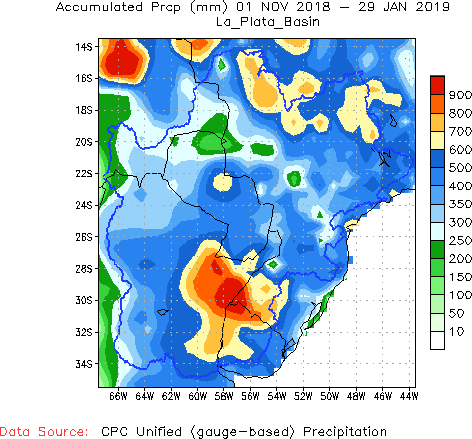 Accumulated Prcp (mm) 01 NOV 2018 – 29 JAN 2019
La_Plata_Basin
14S
16S
18S
20S
22S
24S
26S
28S
30S
32S
34S
66W 64W 62W 60W 58W 56W 54W 52W 50W 48W 46W 44W
900
800
700
600
500
400
350
300
250
200
150
100
50
10
Data Source: CPC Unified (gauge-based) Precipitation